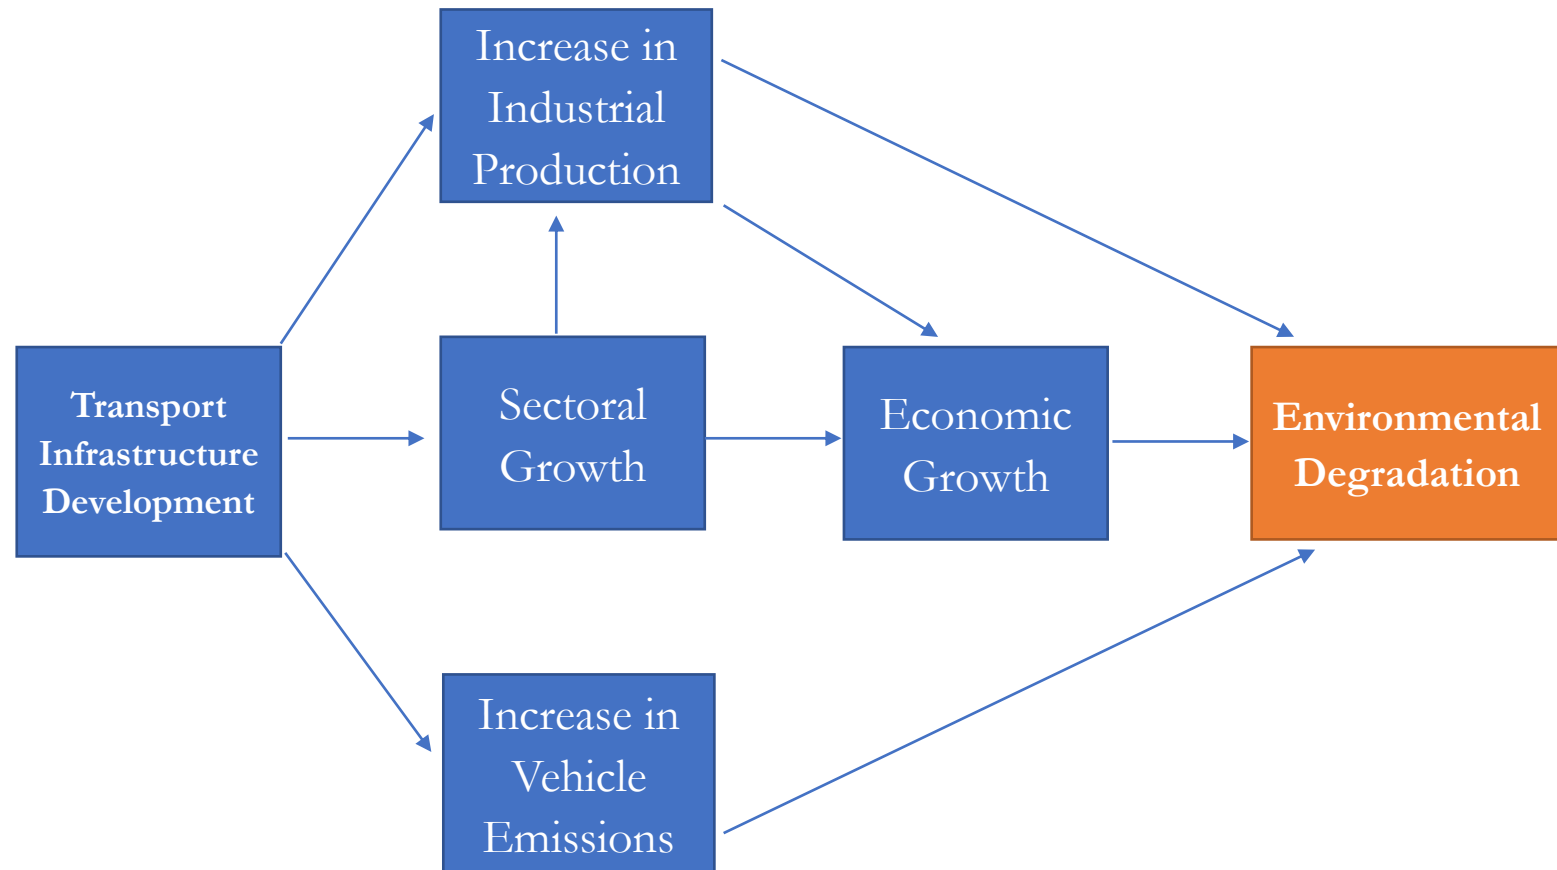 Increase in
Industrial
Production
Transport
Infrastructure
Development
Sectoral
Growth
Economic
Growth
Environmental
Degradation
Increase in
Vehicle
Emissions